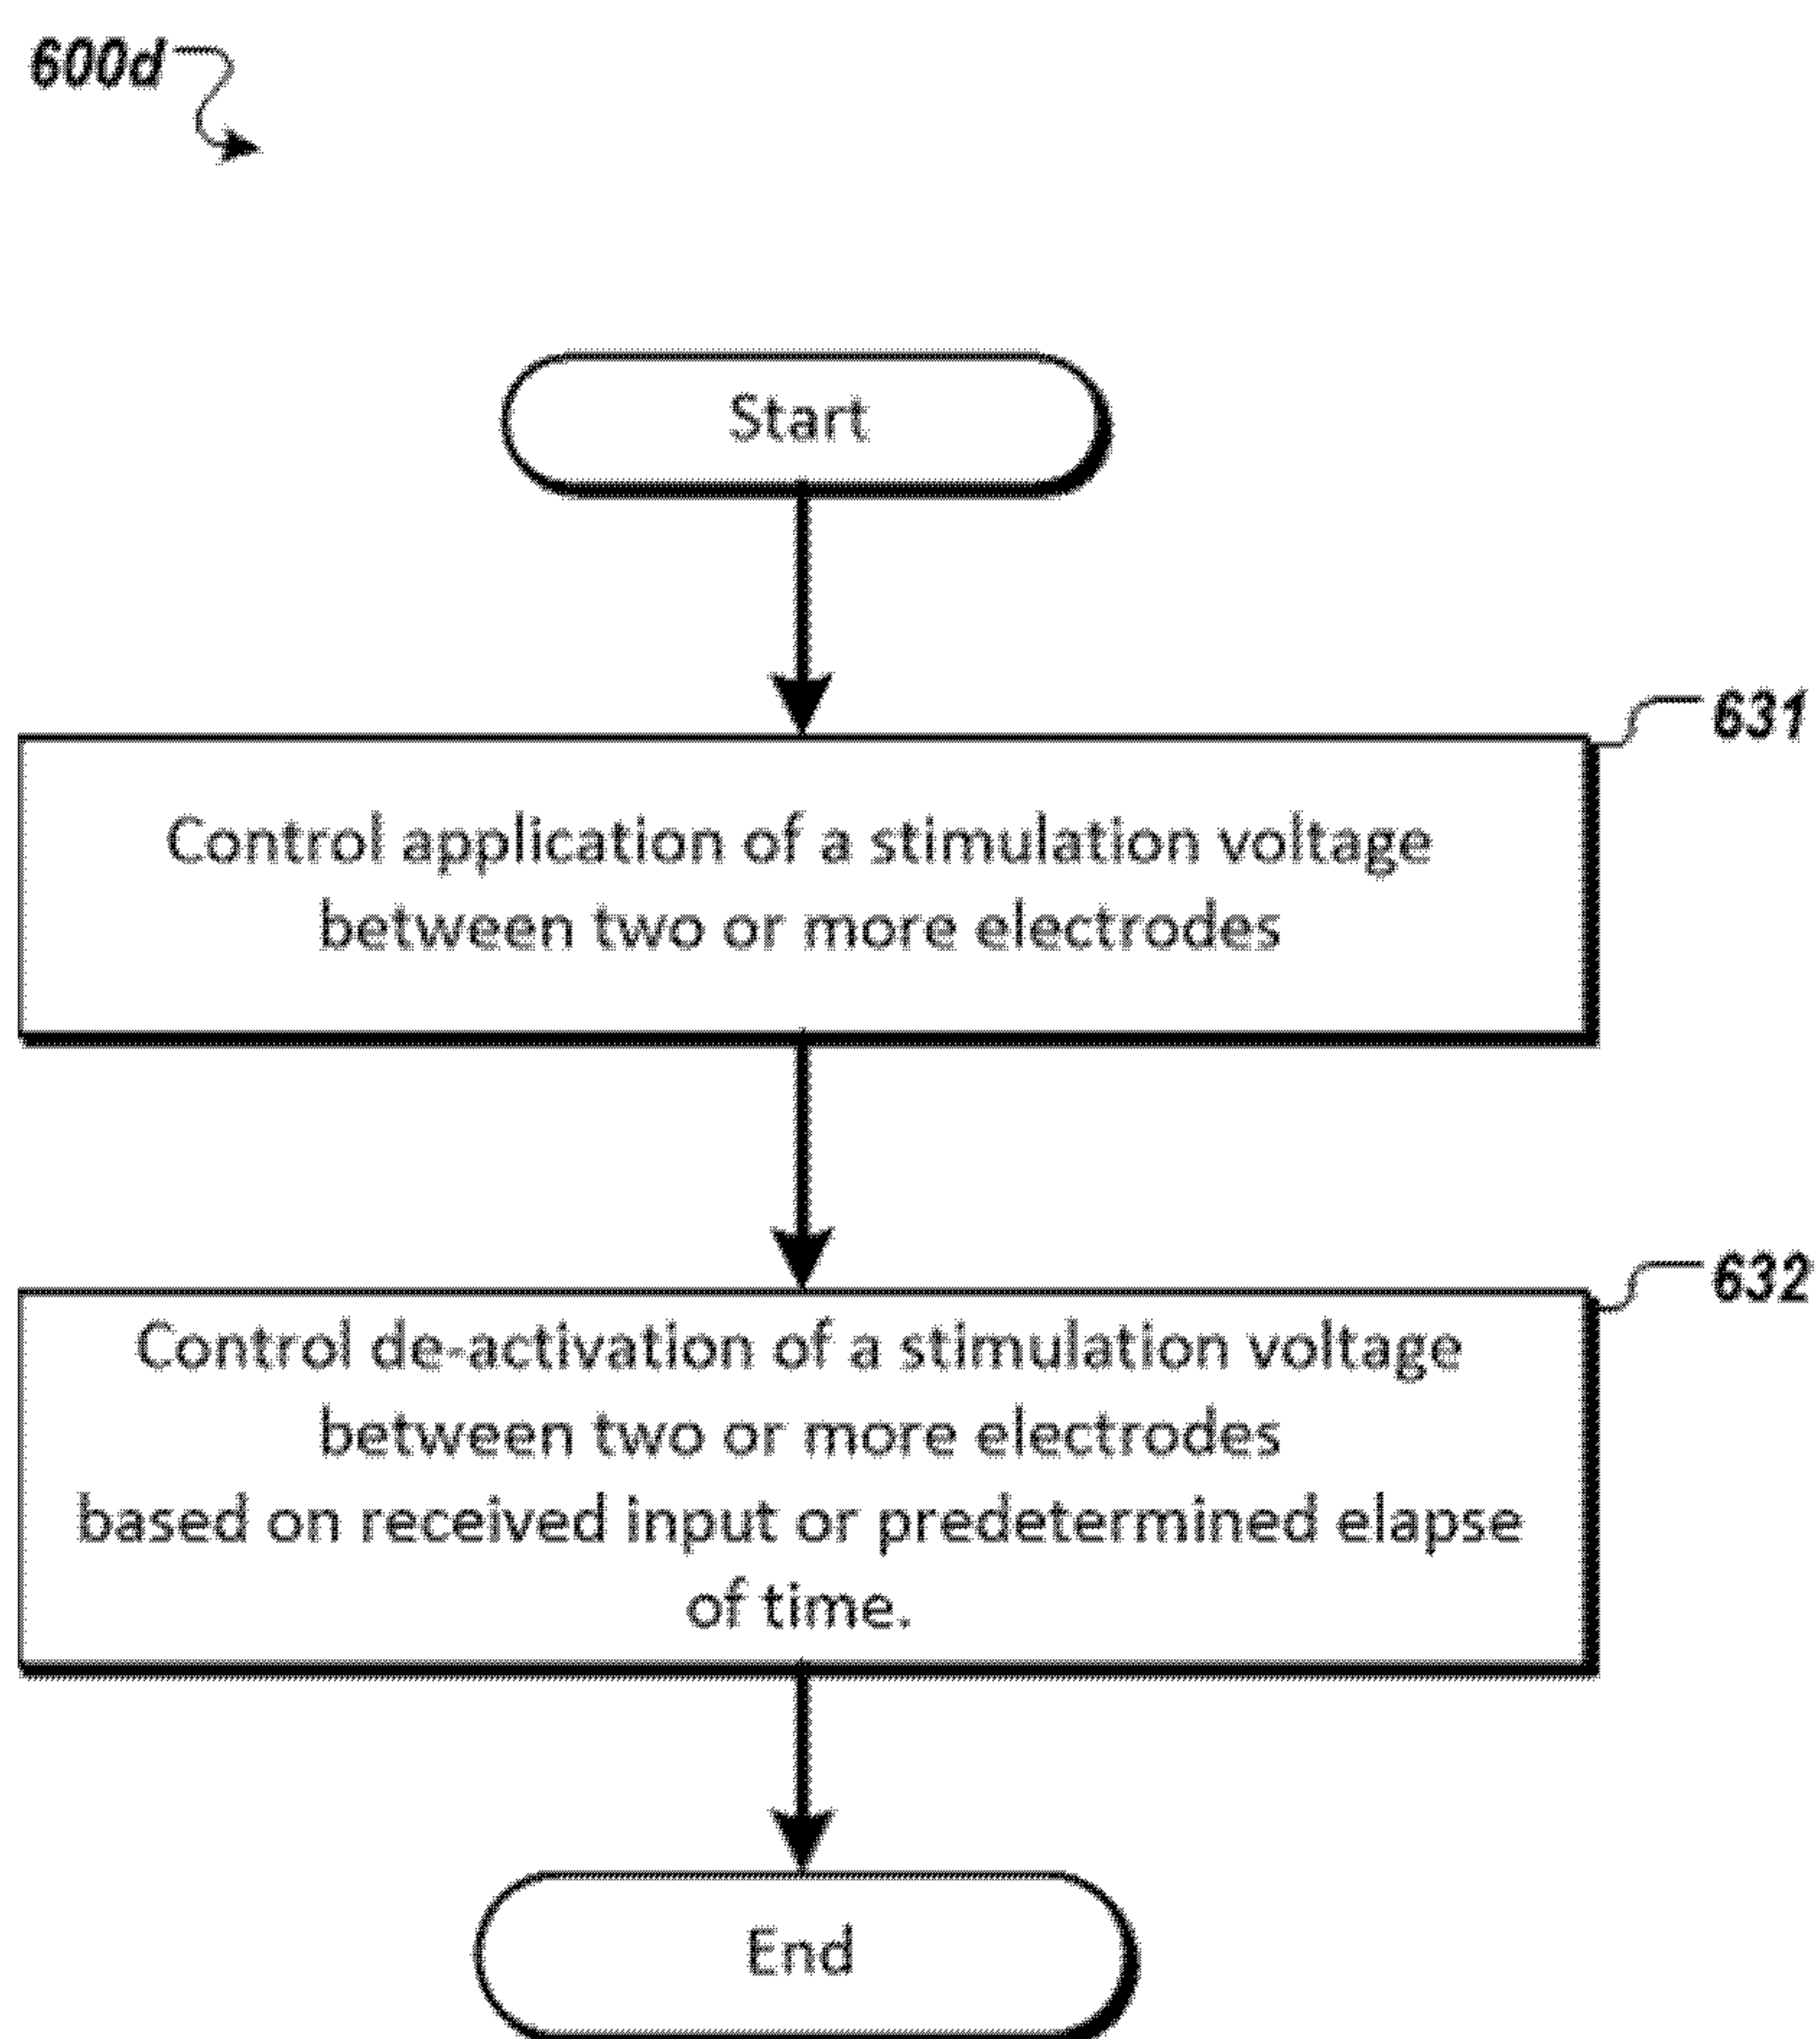 600d
Start
631
Control application of a stimulation voltage
between two or more electrodes
632
Control de-activation of a stimulation voltage
between two or more electrodes
based on received input or predetermined elapse
of time.
End